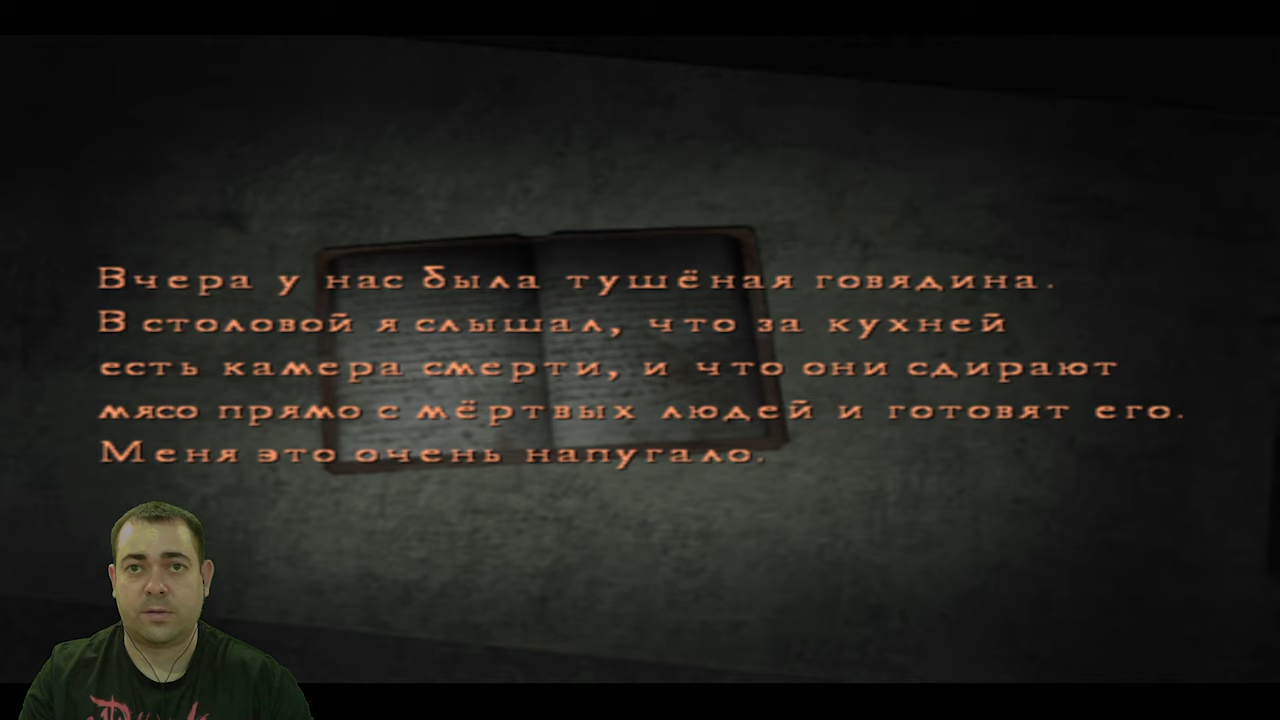 Вчера у нас была тушёная говядина.
В столовой я слышал, что за кухней
есть камера смерти, и что они сдирают
мясо прямо с мёртвых людей и готовят его.
Меня это очень напугало.